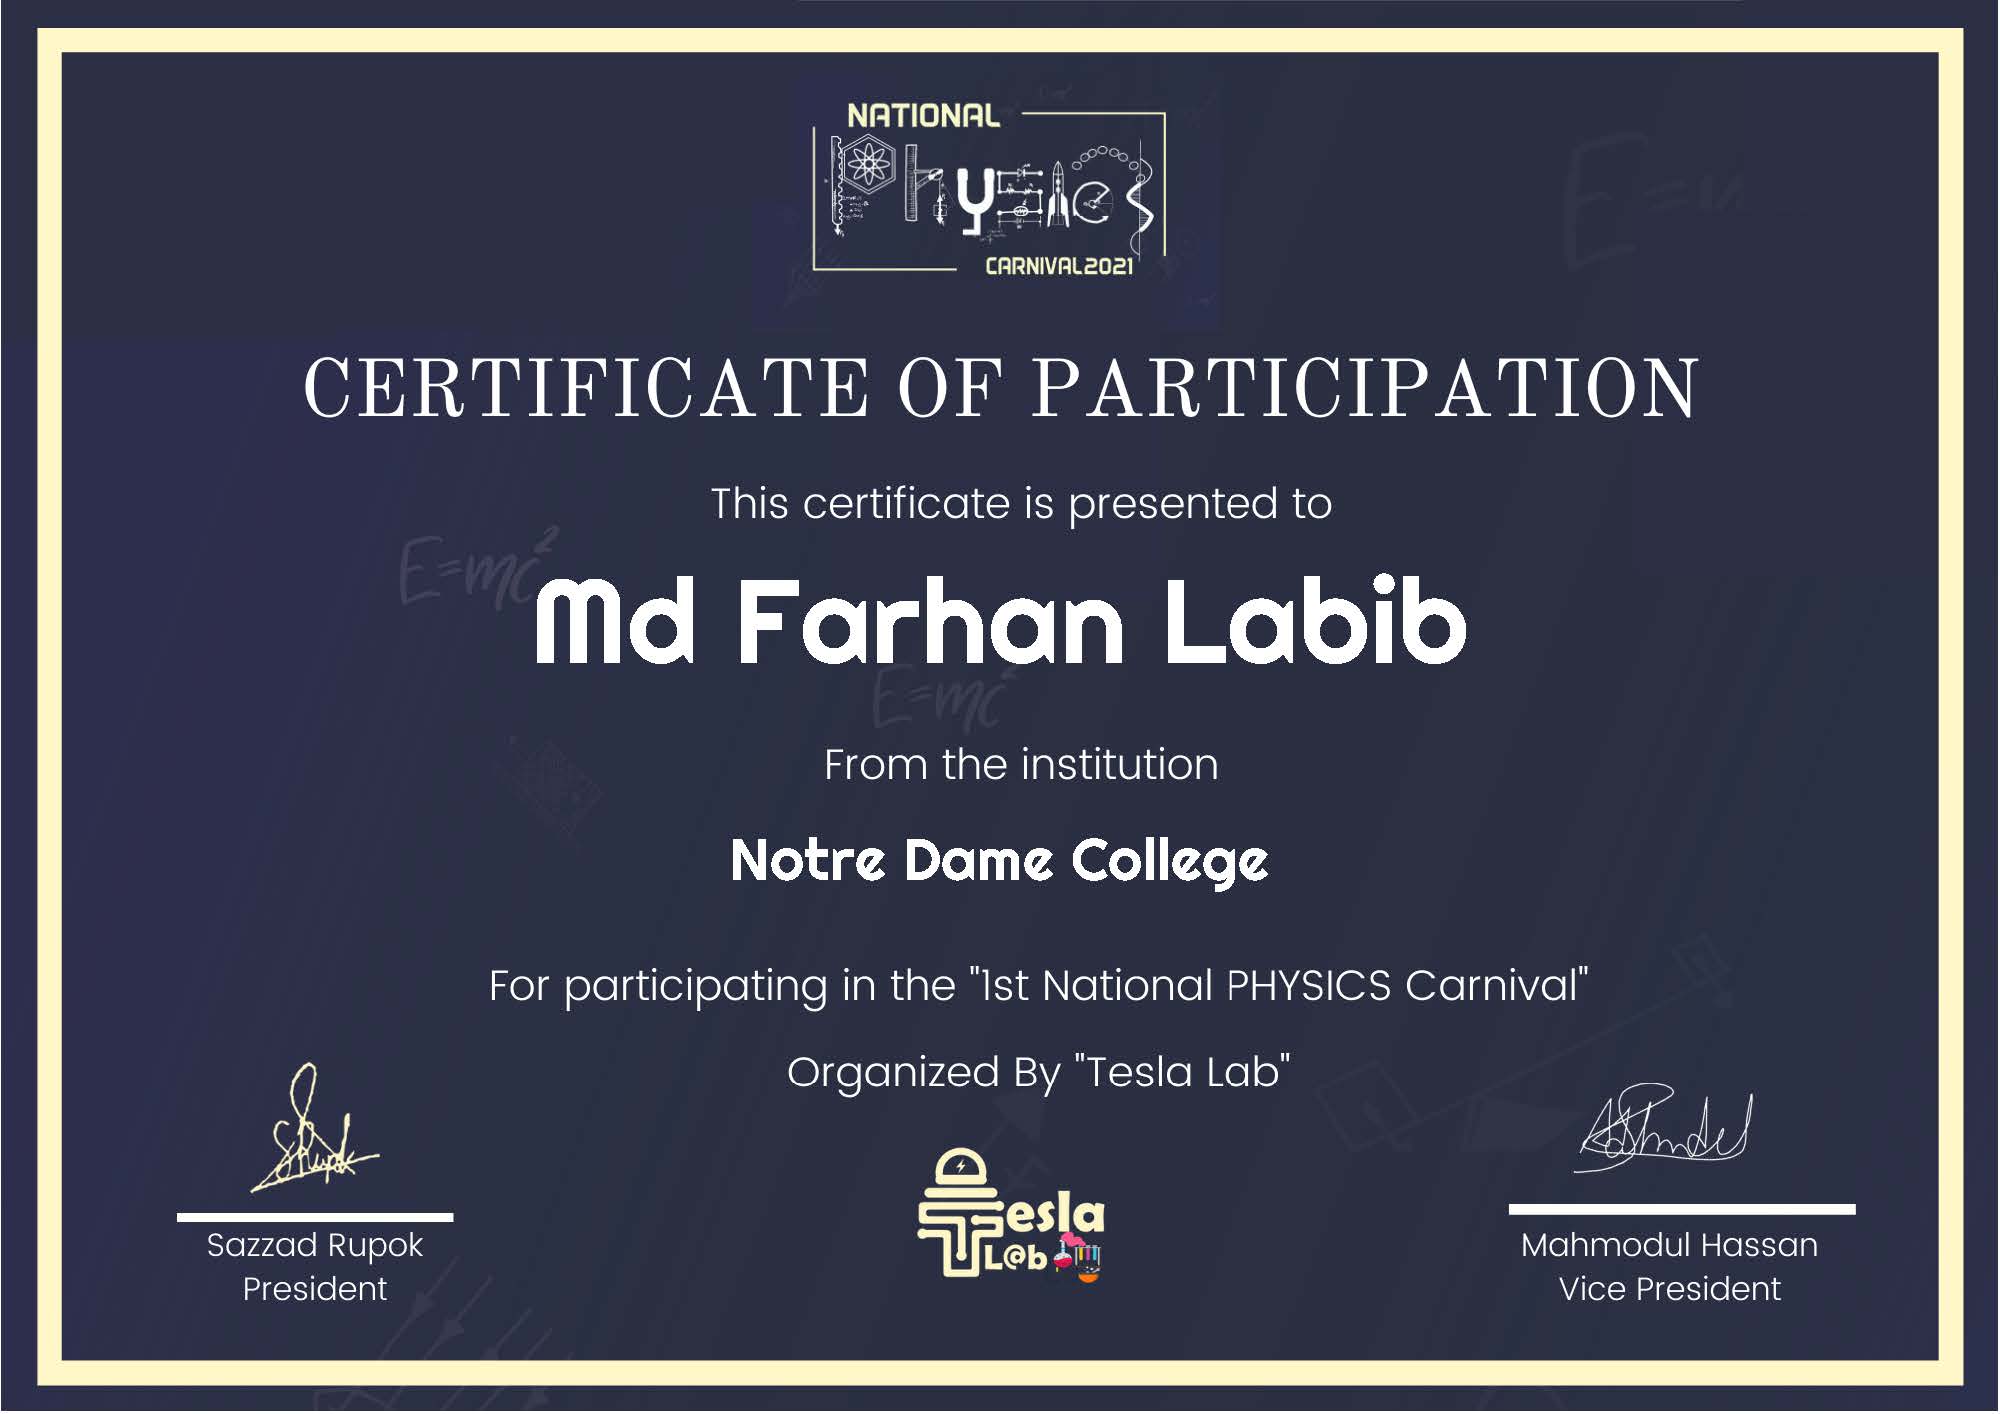 NATIONAL
Physics
CARNIVAL2021
CERTIFICATE OF PARTICIPATION
This certificate is presented to
E=mc²
Md Farhan Labib
E=mc²
From the institution
Notre Dame College
For participating in the "1st National PHYSICS Carnival"
Organized By "Tesla Lab"
Tesla
L@b
Sazzad Rupok
President
Mahmodul Hassan
Vice President